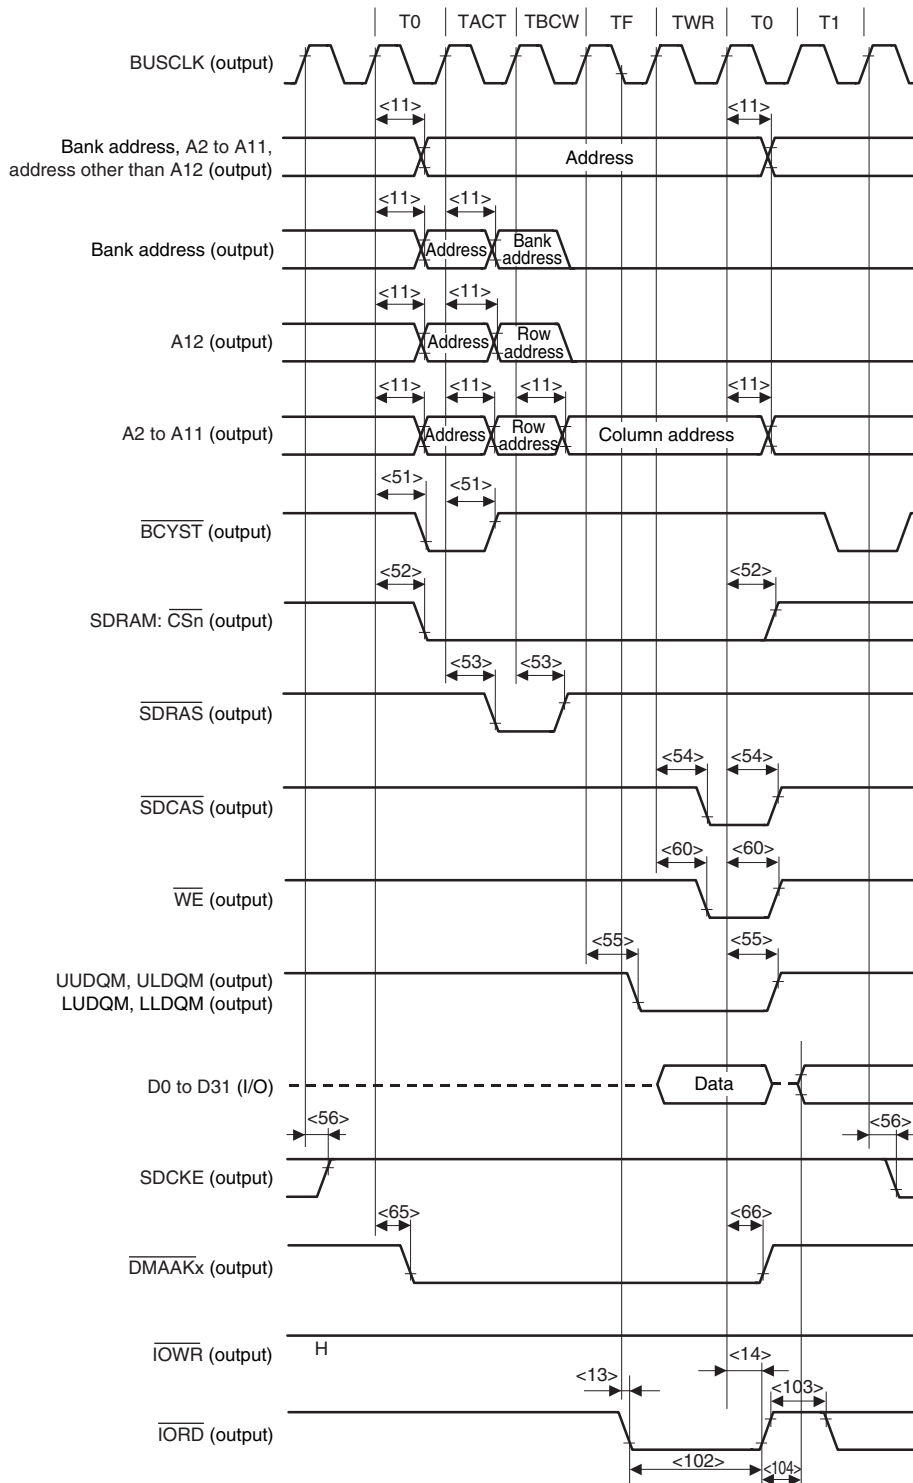 T0 TACT TBCW TF TWR T0 T1
BUSCLK (output)
<11> <11>
Bank address, A2 to A11,
address other than A12 (output)
Address
<11> <11>
Bank address (output)
Address
Bank
address
<11> <11>
A12 (output)
Address
Row
address
<11> <11> <11> <11>
A2 to A11 (output)
Address
Row
address
Column address
<51> <51>
BCYST (output)
<52> <52>
SDRAM: CSn (output)
<53> <53>
SDRAS (output)
<54> <54>
SDCAS (output)
<60> <60>
WE (output)
<55> <55>
UUDQM, ULDQM (output)
LUDQM, LLDQM (output)
D0 to D31 (I/O)
Data
<56> <56>
SDCKE (output)
<65> <66>
DMAAKx (output)
IOWR (output)
H
<14>
<13> <103>
IORD (output)
<102> <104>